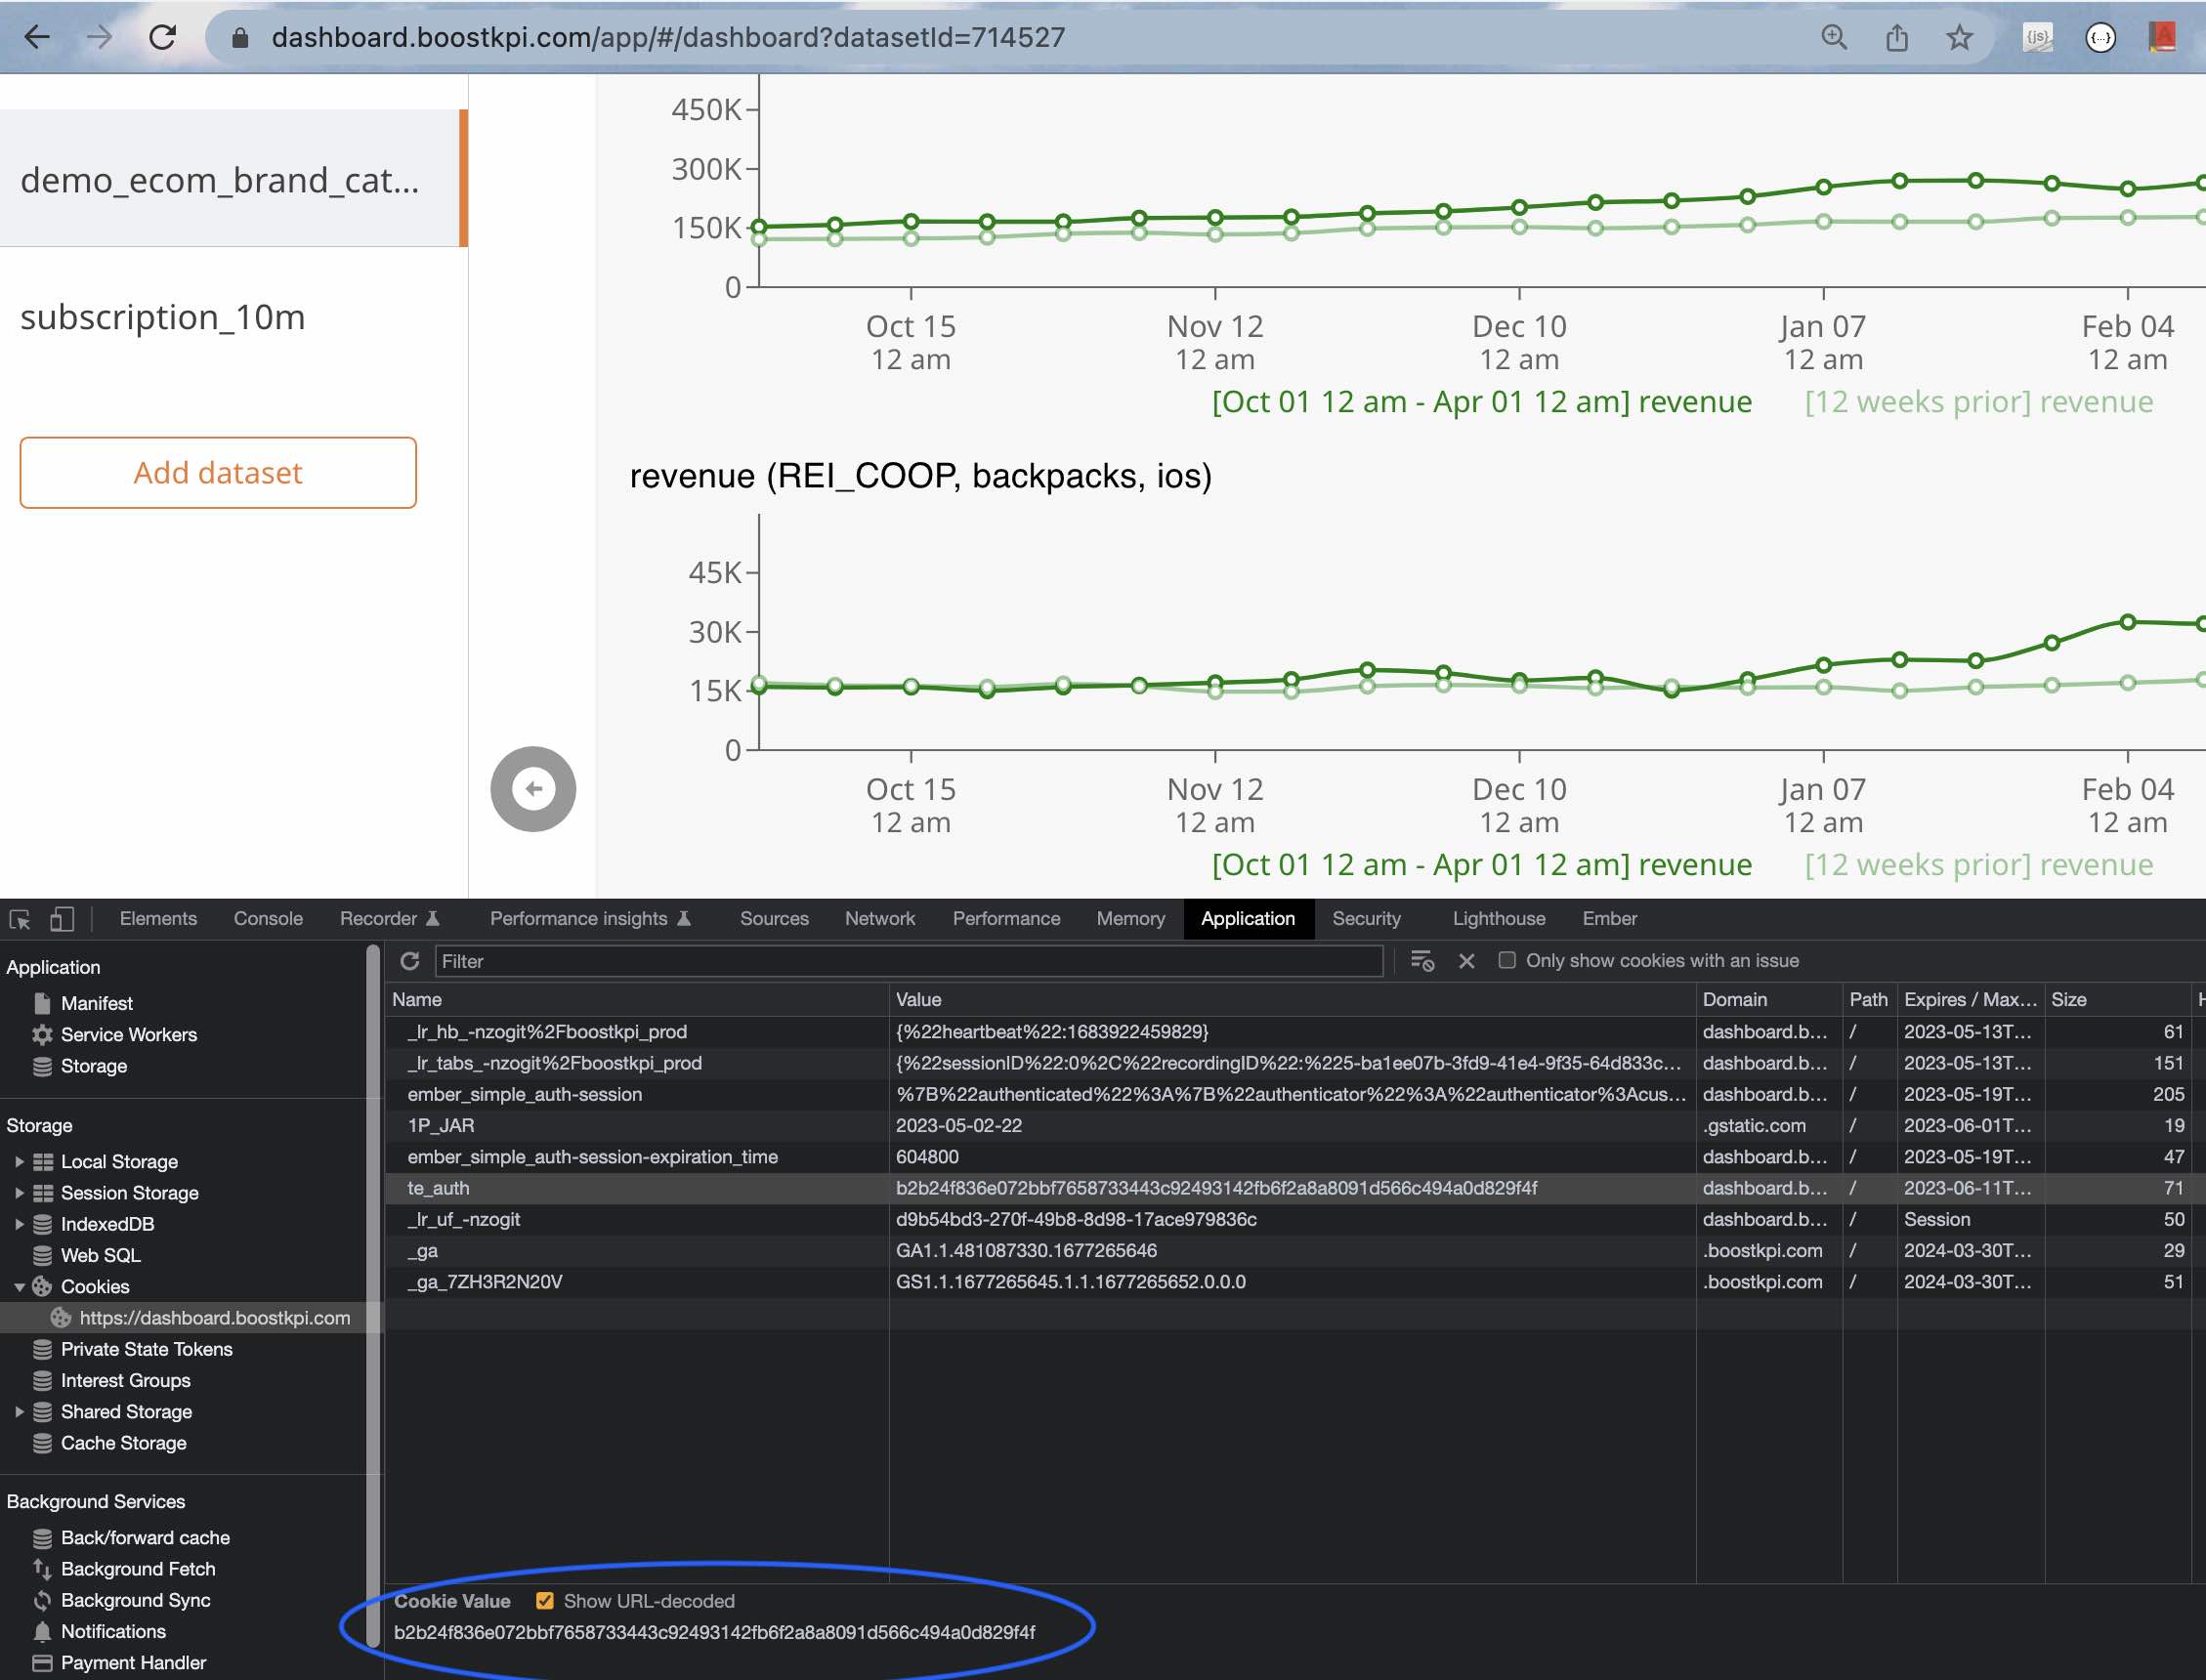 dashboard.boostkpi.com/app/#/dashboard?datasetId=714527
{js}
{...}
demo_ecom_brand_cat...
subscription_10m
Add dataset
450K
300K
150K
0
Oct 15
12 am
Nov 12
12 am
Dec 10
12 am
Jan 07
12 am
Feb 04
12 am
[Oct 01 12 am - Apr 01 12 am] revenue [12 weeks prior] revenue
revenue (REI_COOP, backpacks, ios)
45K
30K
15K
0
Oct 15
12 am
Nov 12
12 am
Dec 10
12 am
Jan 07
12 am
Feb 04
12 am
[Oct 01 12 am - Apr 01 12 am] revenue [12 weeks prior] revenue
Elements Console Recorder Performance insights Sources Network Performance Memory Application Security Lighthouse Ember
Application
Manifest
Service Workers
Storage
Storage
Local Storage
Session Storage
IndexedDB
Web SQL
Cookies
https://dashboard.boostkpi.com
Private State Tokens
Interest Groups
Shared Storage
Cache Storage
Background Services
Back/forward cache
Background Fetch
Background Sync
Notifications
Payment Handler
Filter Only show cookies with an issue
Name Value Domain Path Expires / Max... Size H
_lr_hb_-nzogit%2Fboostkpi_prod {%22heartbeat%22:1683922459829} dashboard.b... / 2023-05-13T... 61
_lr_tabs_-nzogit%2Fboostkpi_prod {%22sessionID%22:0%2C%22recordingID%22:%225-ba1ee07b-3fd9-41e4-9f35-64d833c... dashboard.b... / 2023-05-13T... 151
ember_simple_auth-session %7B%22authenticated%22%3A%7B%22authenticator%22%3A%22authenticator%3Acus... dashboard.b... / 2023-05-19T... 205
1P_JAR 2023-05-02-22 .gstatic.com / 2023-06-01T... 19
ember_simple_auth-session-expiration_time 604800 dashboard.b... / 2023-05-19T... 47
te_auth b2b24f836e072bbf7658733443c92493142fb6f2a8a8091d566c494a0d829f4f dashboard.b... / 2023-06-11T... 71
_lr_uf_-nzogit d9b54bd3-270f-49b8-8d98-17ace979836c dashboard.b... / Session 50
_ga GA1.1.481087330.1677265646 .boostkpi.com / 2024-03-30T... 29
_ga_7ZH3R2N20V GS1.1.1677265645.1.1.1677265652.0.0.0 .boostkpi.com / 2024-03-30T... 51
Cookie Value Show URL-decoded
b2b24f836e072bbf7658733443c92493142fb6f2a8a8091d566c494a0d829f4f